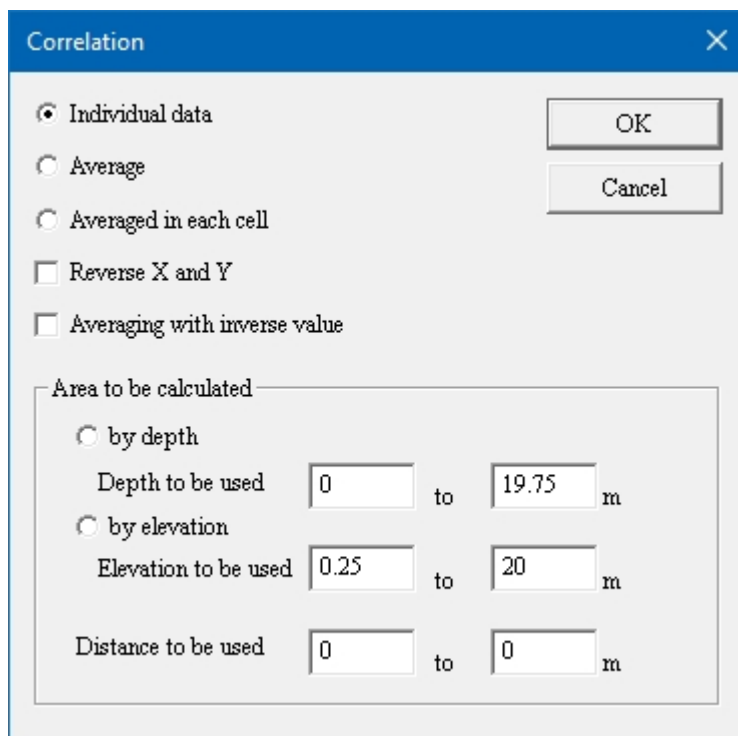 Correlation
Individual data
OK
Average
Cancel
Averaged in each cell
Reverse X and Y
Averaging with inverse value
Area to be calculated
by depth
Depth to be used 0 to 19.75 m
by elevation
Elevation to be used 0.25 to 20 m
Distance to be used 0 to 0 m